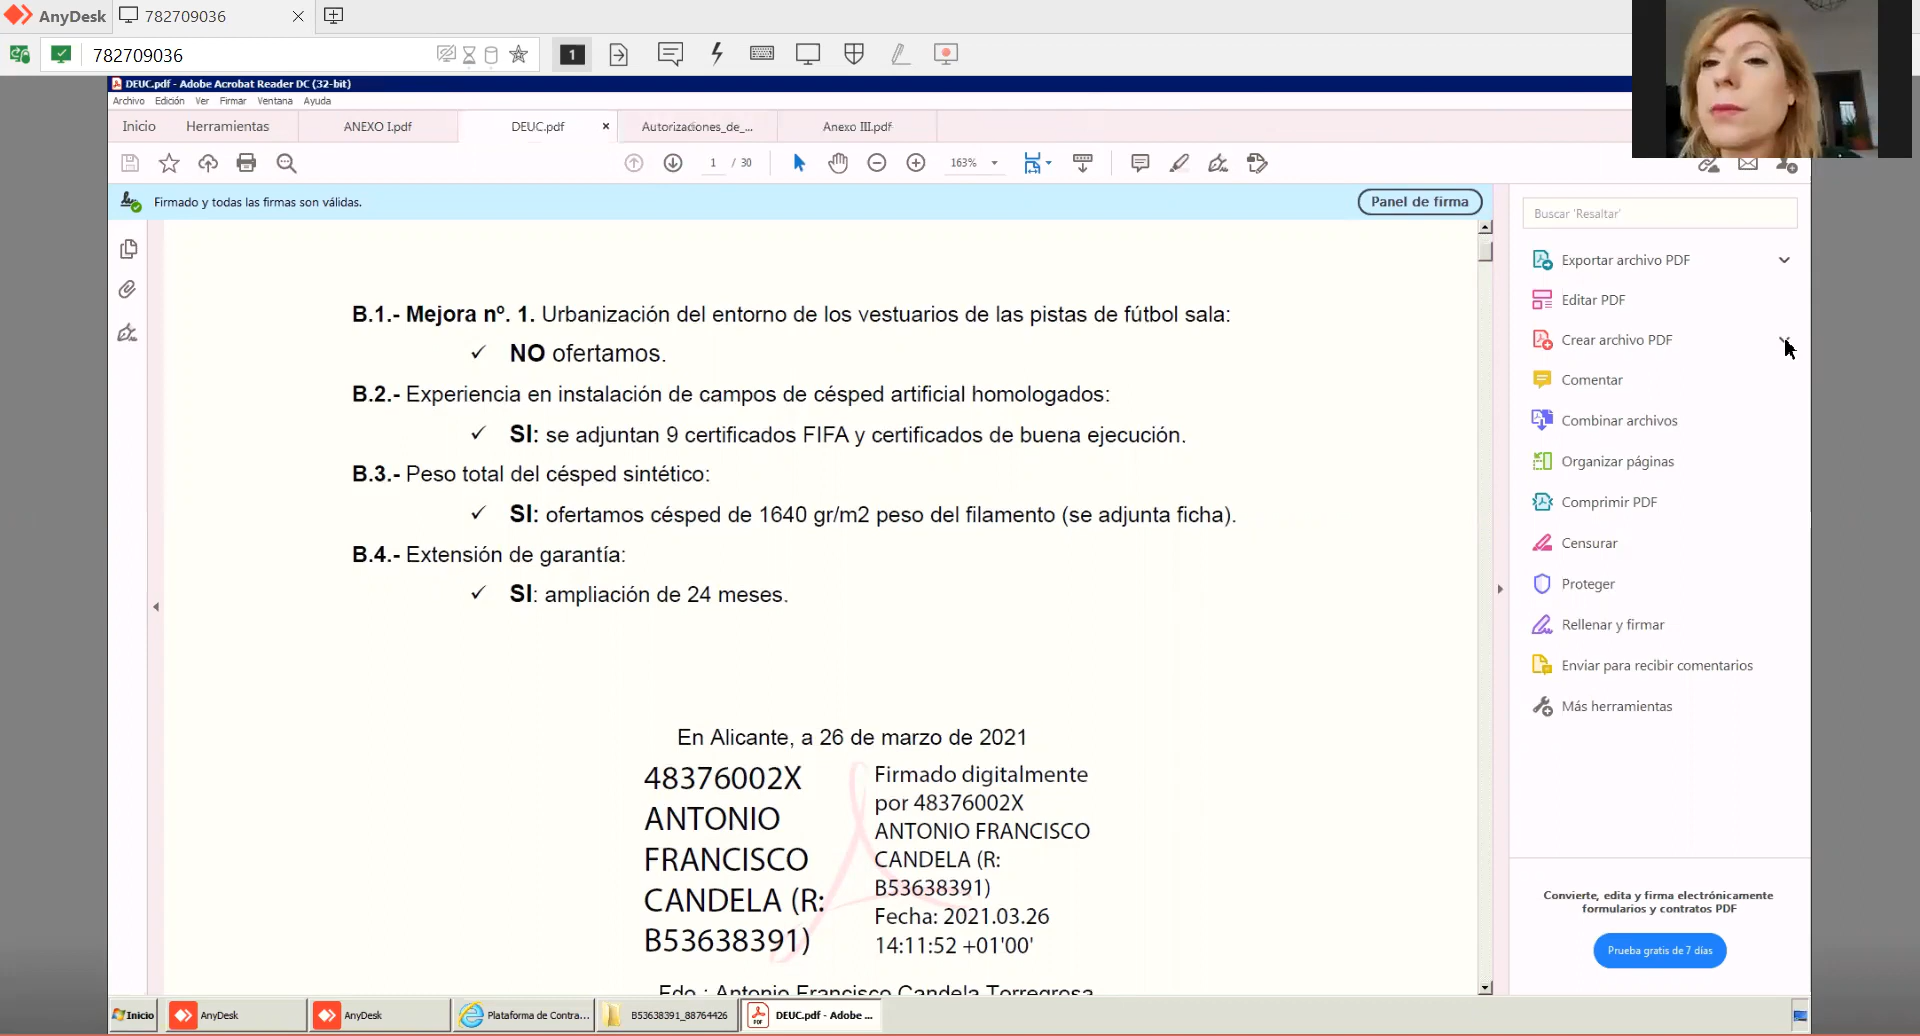 AnyDesk
782709036
782709036
1
DEUC.pdf - Adobe Acrobat Reader DC (32-bit)
Archivo Edición Ver Firmar Ventana Ayuda
Inicio Herramientas ANEXO I.pdf DEUC.pdf Autorizaciones_de_... Anexo III.pdf
1 / 30 163%
Firmado y todas las firmas son válidas.
Panel de firma
B.1.- Mejora nº. 1. Urbanización del entorno de los vestuarios de las pistas de fútbol sala:
✓ NO ofertamos.
B.2.- Experiencia en instalación de campos de césped artificial homologados:
✓ SI: se adjuntan 9 certificados FIFA y certificados de buena ejecución.
B.3.- Peso total del césped sintético:
✓ SI: ofertamos césped de 1640 gr/m2 peso del filamento (se adjunta ficha).
B.4.- Extensión de garantía:
✓ SI: ampliación de 24 meses.
En Alicante, a 26 de marzo de 2021
48376002X
ANTONIO
FRANCISCO
CANDELA (R:
B53638391)
Firmado digitalmente
por 48376002X
ANTONIO FRANCISCO
CANDELA (R:
B53638391)
Fecha: 2021.03.26
14:11:52 +01'00'
Fdo.: Antonio Francisco Candela Torregrosa
Buscar 'Resaltar'
Exportar archivo PDF
Editar PDF
Crear archivo PDF
Comentar
Combinar archivos
Organizar páginas
Comprimir PDF
Censurar
Proteger
Rellenar y firmar
Enviar para recibir comentarios
Más herramientas
Convierte, edita y firma electrónicamente
formularios y contratos PDF
Prueba gratis de 7 días
Inicio AnyDesk AnyDesk Plataforma de Contra... B53638391_88764426 DEUC.pdf - Adobe ...